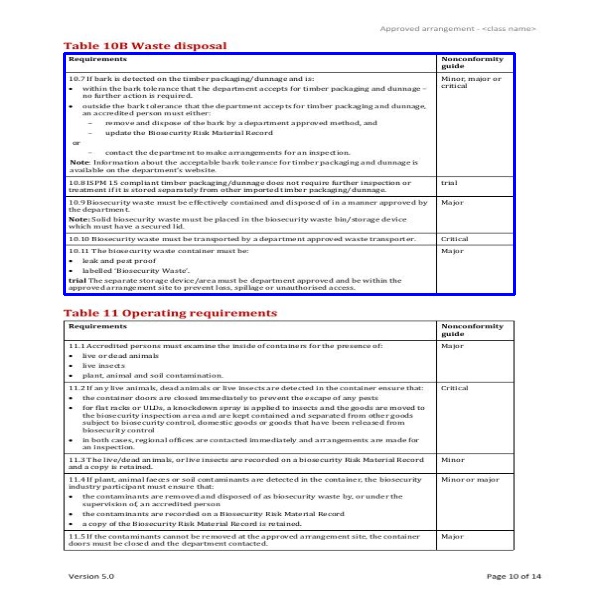 Approved arrangement - <class name>
Table 10B Waste disposal
Requirements
Nonconformity
guide
10.7 If bark is detected on the timber packaging/dunnage and is:
Minor, major or
critical
• within the bark tolerance that the department accepts for timber packaging and dunnage –
no further action is required.
• outside the bark tolerance that the department accepts for timber packaging and dunnage,
an accredited person must either:
– remove and dispose of the bark by a department approved method, and
– update the Biosecurity Risk Material Record
or
– contact the department to make arrangements for an inspection.
Note: Information about the acceptable bark tolerance for timber packaging and dunnage is
available on the department's website.
10.8 ISPM 15 compliant timber packaging/dunnage does not require further inspection or
treatment if it is stored separately from other imported timber packaging/dunnage.
trial
10.9 Biosecurity waste must be effectively contained and disposed of in a manner approved by
the department.
Major
Note: Solid biosecurity waste must be placed in the biosecurity waste bin/storage device
which must have a secured lid.
10.10 Biosecurity waste must be transported by a department approved waste transporter.
Critical
10.11 The biosecurity waste container must be:
Major
• leak and pest proof
• labelled 'Biosecurity Waste'.
trial The separate storage device/area must be department approved and be within the
approved arrangement site to prevent loss, spillage or unauthorised access.
Table 11 Operating requirements
Requirements
Nonconformity
guide
11.1 Accredited persons must examine the inside of containers for the presence of:
Major
• live or dead animals
• live insects
• plant, animal and soil contamination.
11.2 If any live animals, dead animals or live insects are detected in the container ensure that:
Critical
• the container doors are closed immediately to prevent the escape of any pests
• for flat racks or ULDs, a knockdown spray is applied to insects and the goods are moved to
the biosecurity inspection area and are kept contained and separated from other goods
subject to biosecurity control, domestic goods or goods that have been released from
biosecurity control
• in both cases, regional offices are contacted immediately and arrangements are made for
an inspection.
11.3 The live/dead animals, or live insects are recorded on a biosecurity Risk Material Record
and a copy is retained.
Minor
11.4 If plant, animal faeces or soil contaminants are detected in the container, the biosecurity
industry participant must ensure that:
Minor or major
• the contaminants are removed and disposed of as biosecurity waste by, or under the
supervision of, an accredited person
• the contaminants are recorded on a Biosecurity Risk Material Record
• a copy of the Biosecurity Risk Material Record is retained.
11.5 If the contaminants cannot be removed at the approved arrangement site, the container
doors must be closed and the department contacted.
Major
Version 5.0
Page 10 of 14